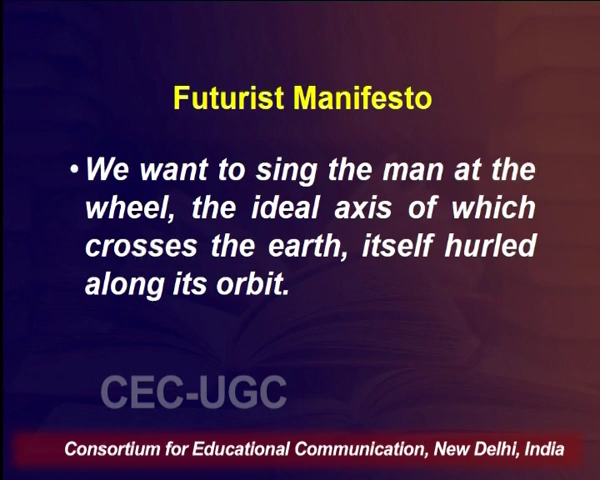 Futurist Manifesto
• We want to sing the man at the
wheel, the ideal axis of which
crosses the earth, itself hurled
along its orbit.
CEC-UGC
Consortium for Educational Communication, New Delhi, India